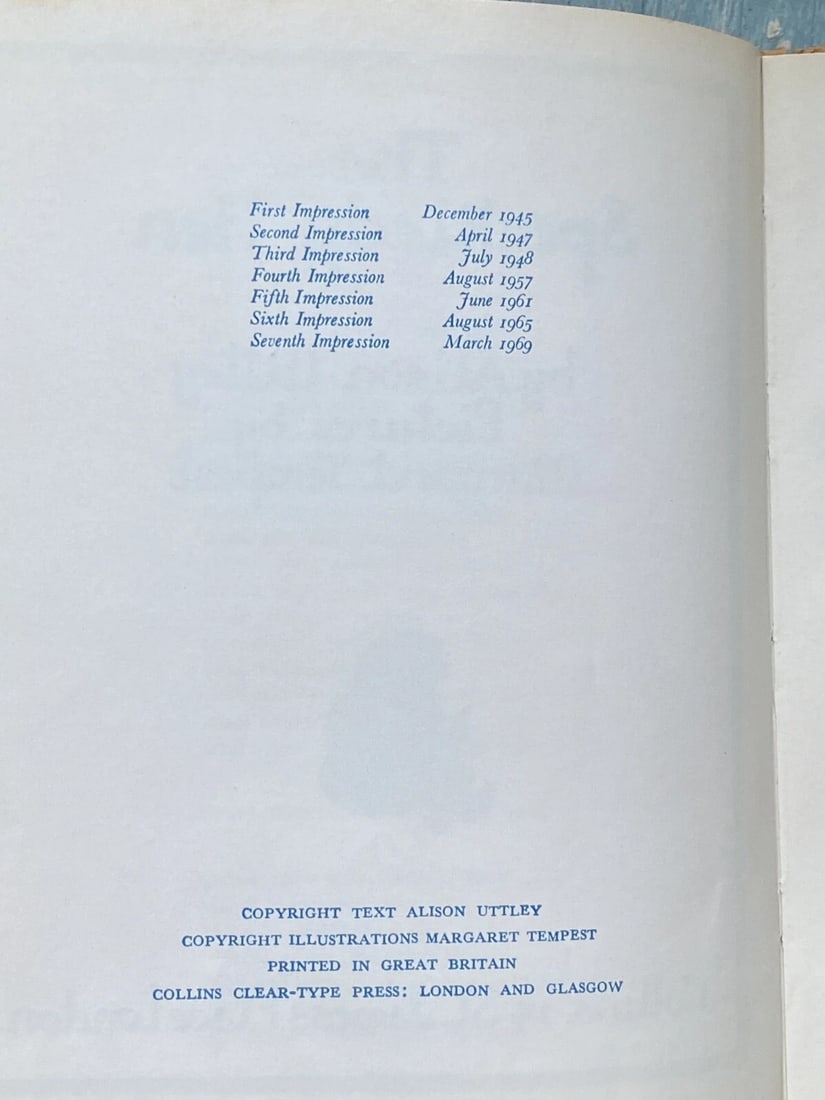 First Impression December 1945
Second Impression April 1947
Third Impression July 1948
Fourth Impression August 1957
Fifth Impression June 1961
Sixth Impression August 1965
Seventh Impression March 1969
COPYRIGHT TEXT ALISON UTTLEY
COPYRIGHT ILLUSTRATIONS MARGARET TEMPEST
PRINTED IN GREAT BRITAIN
COLLINS CLEAR-TYPE PRESS: LONDON AND GLASGOW